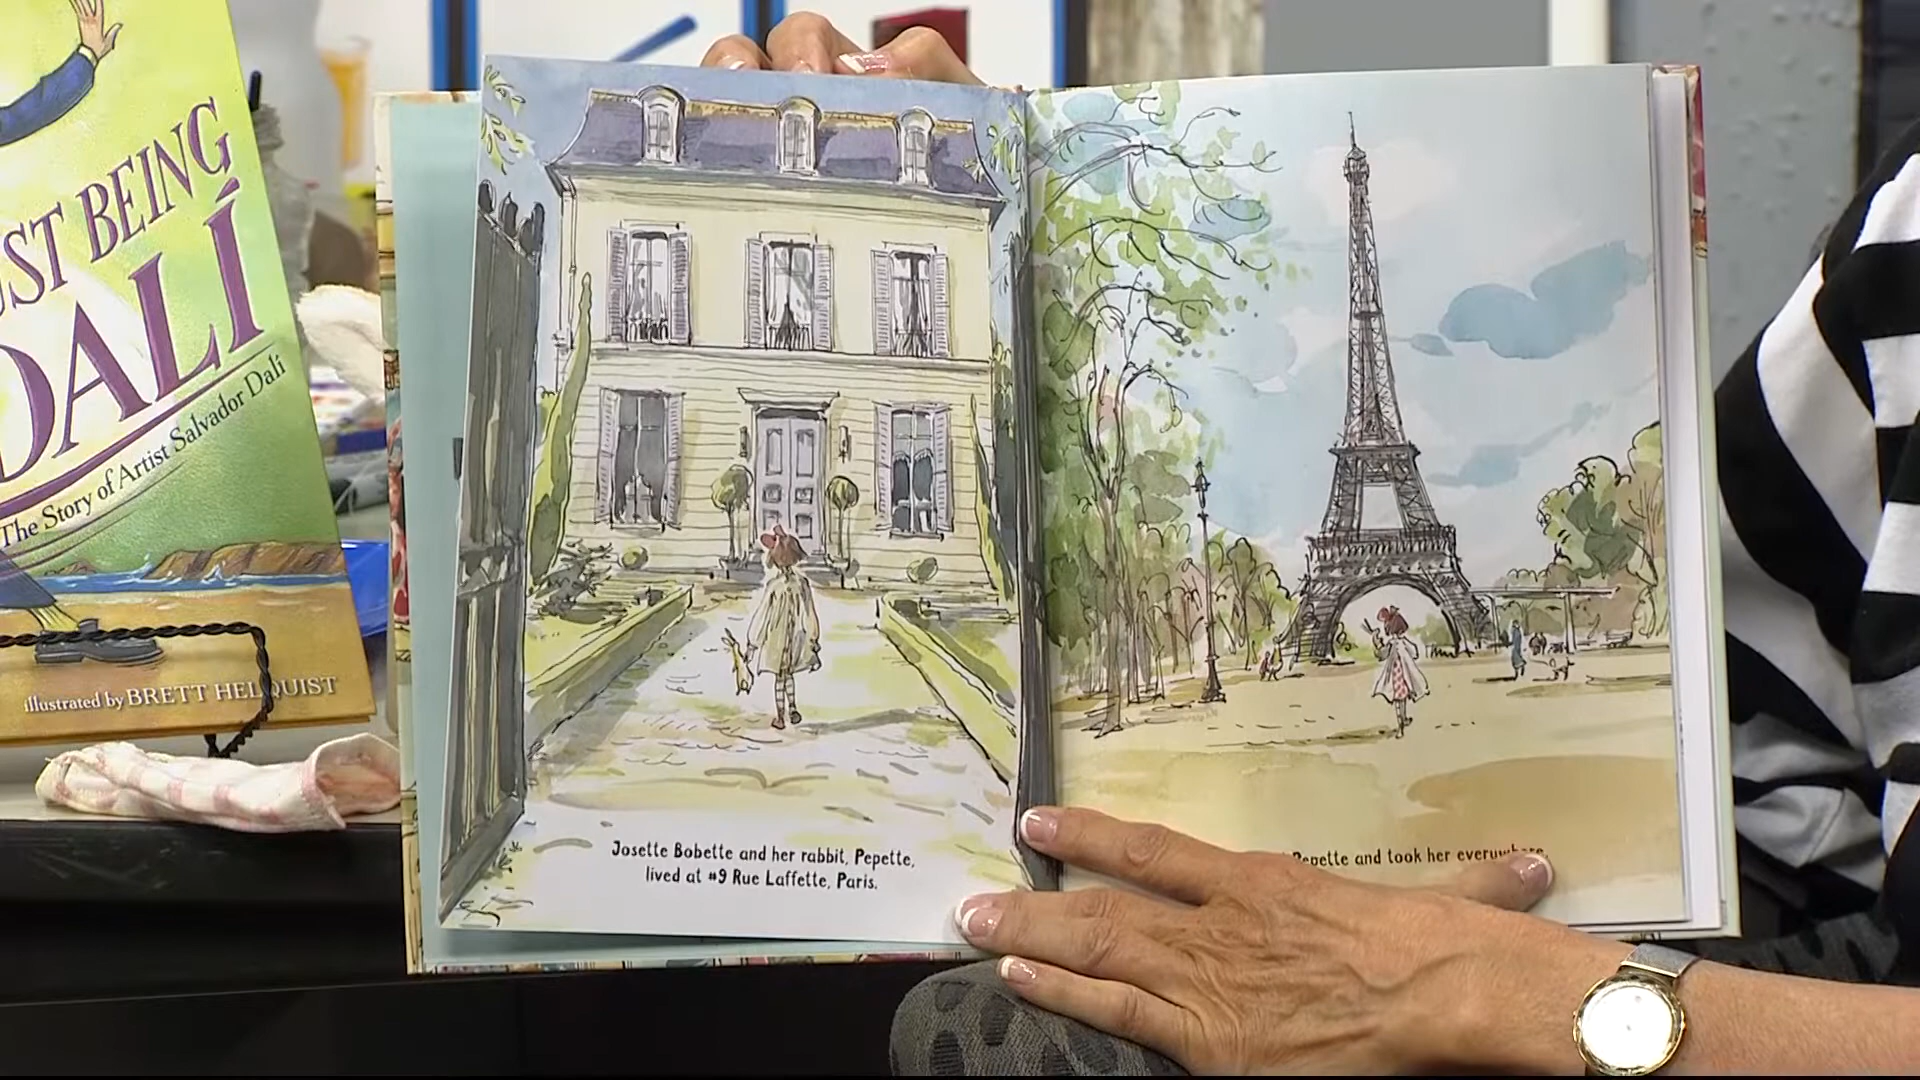 UST BEING
DALÍ
The Story of Artist Salvador Dalí
illustrated by BRETT HELQUIST
Josette Bobette and her rabbit, Pepette,
lived at #9 Rue Laffette, Paris.
Pepette and took her everywhere